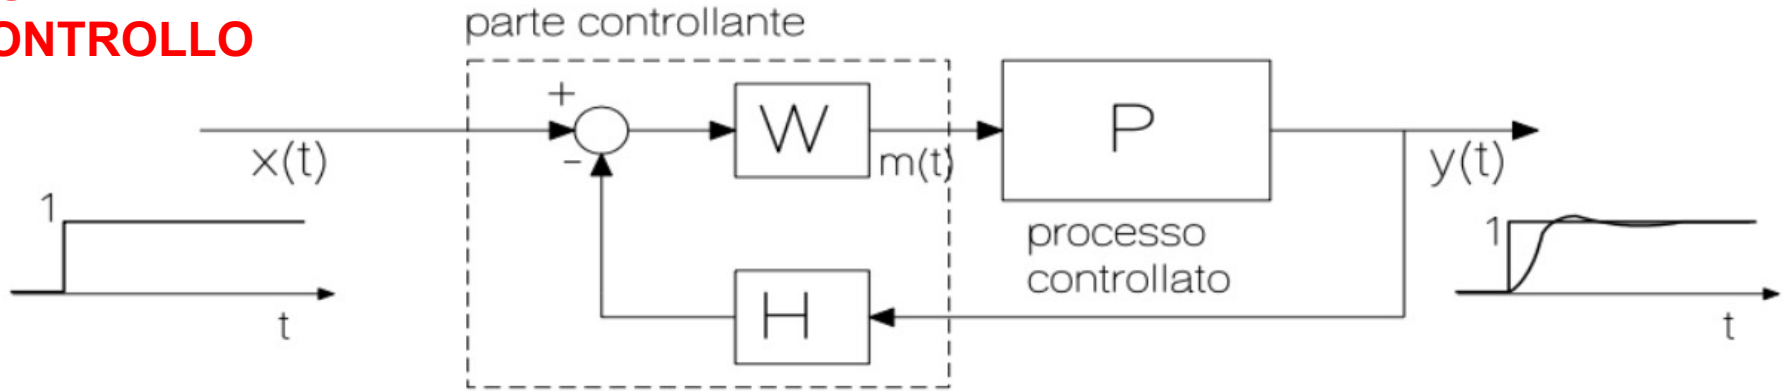 ONTROLLO
parte controllante
+
W
P
x(t)
-
m(t)
y(t)
1
1
processo
controllato
H
t
t